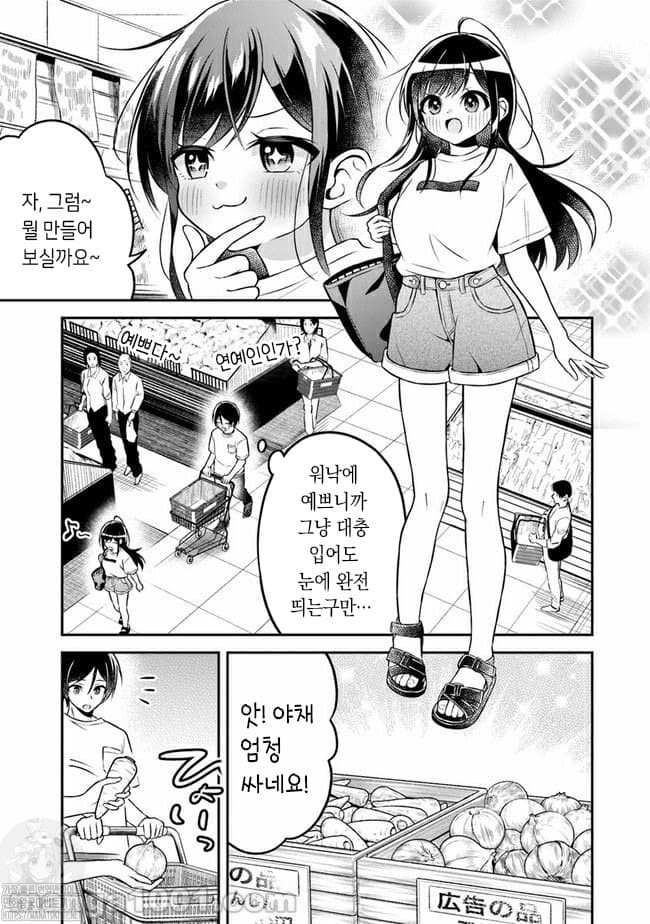 자, 그럼~
뭘 만들어
보실까요~
예쁘다~
연예인인가?
워낙에
예쁘니까
그냥 대충
입어도
눈에 완전
띄는구만…
앗! 야채
엄청
싸네요!
の品
広告の品